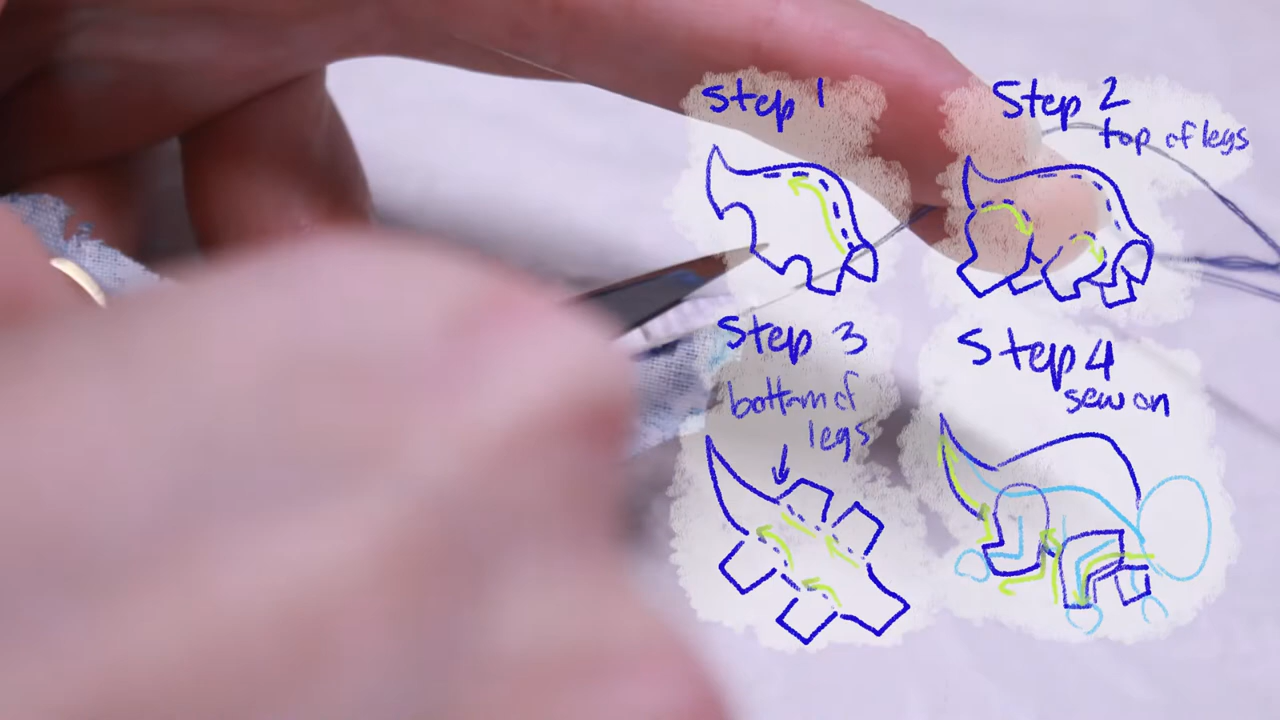 Step 1
Step 2
top of legs
Step 3
bottom of
legs
Step 4
sew on